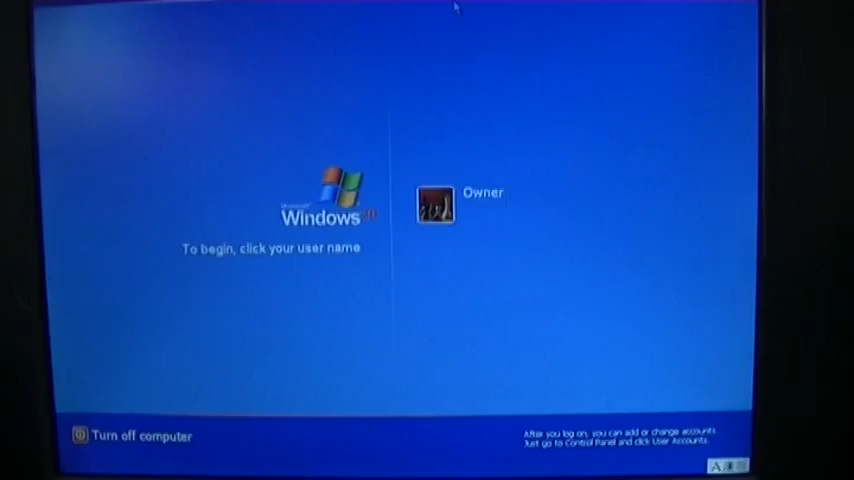 Microsoft
Windows xp
To begin, click your user name
Owner
Turn off computer
After you log on, you can add or change accounts.
Just go to Control Panel and click User Accounts.
A